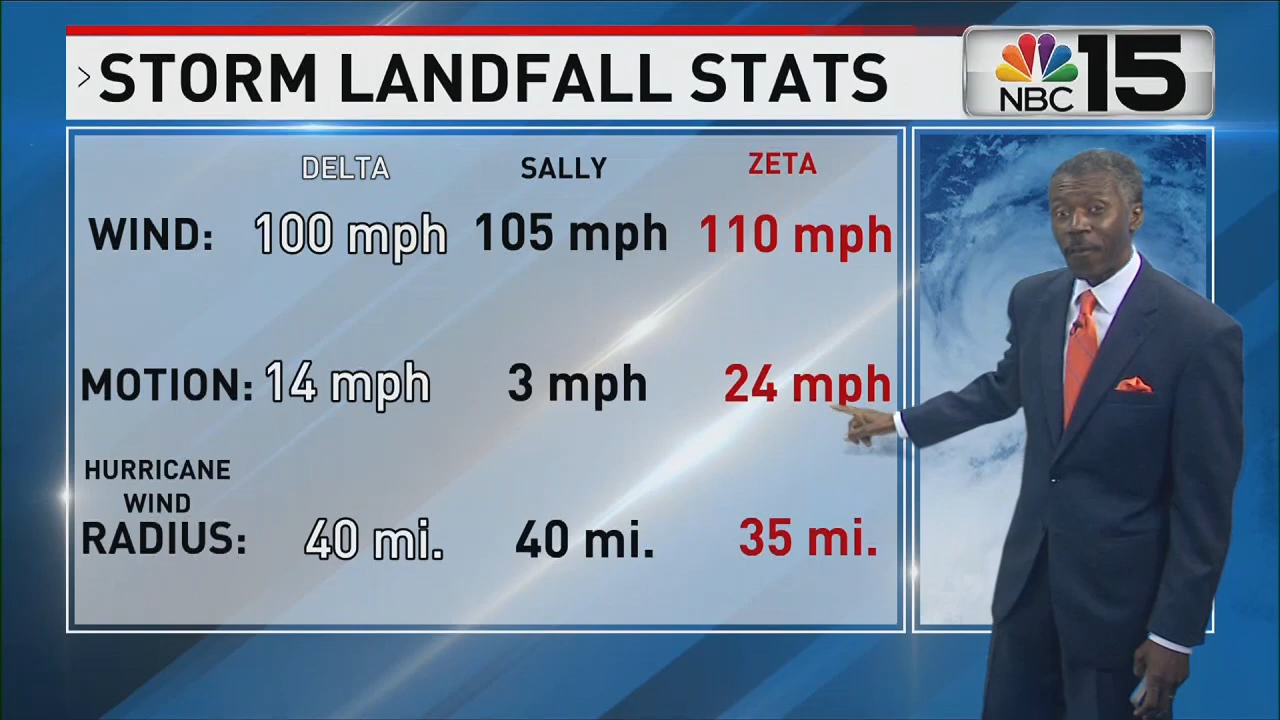 > STORM LANDFALL STATS
NBC 15
DELTA SALLY ZETA
WIND: 100 mph 105 mph 110 mph
MOTION: 14 mph 3 mph 24 mph
HURRICANE
WIND
RADIUS: 40 mi. 40 mi. 35 mi.